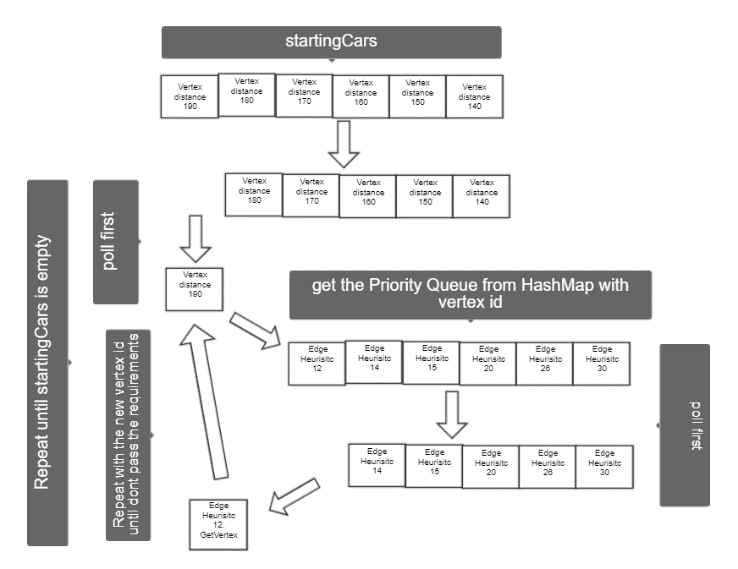 startingCars
Vertex
distance
190
Vertex
distance
180
Vertex
distance
170
Vertex
distance
160
Vertex
distance
150
Vertex
distance
140
Vertex
distance
180
Vertex
distance
170
Vertex
distance
160
Vertex
distance
150
Vertex
distance
140
Repeat until startingCars is empty
poll first
Vertex
distance
190
get the Priority Queue from HashMap with
vertex id
Edge
Heurisitc
12
Edge
Heurisitc
14
Edge
Heurisitc
15
Edge
Heurisitc
20
Edge
Heurisitc
26
Edge
Heurisitc
30
Repeat with the new vertex id
until dont pass the requirements
poll first
Edge
Heurisitc
14
Edge
Heurisitc
15
Edge
Heurisitc
20
Edge
Heurisitc
26
Edge
Heurisitc
30
Edge
Heurisitc
12.
GetVertex